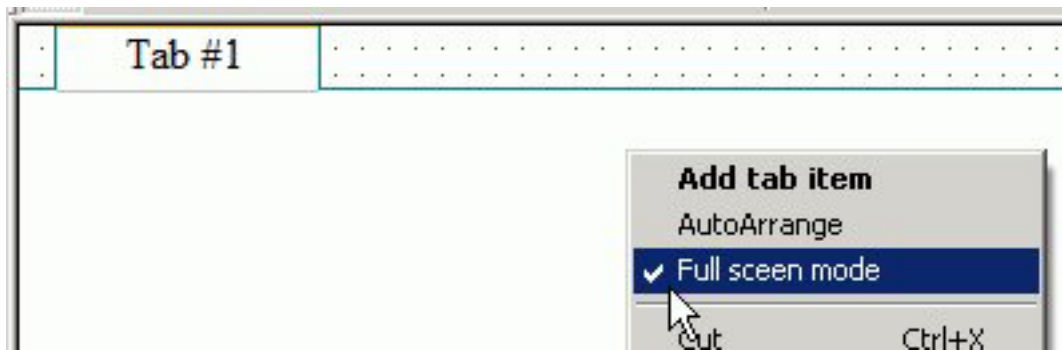 Tab #1
Add tab item
AutoArrange
Full sceen mode
Cut Ctrl+X